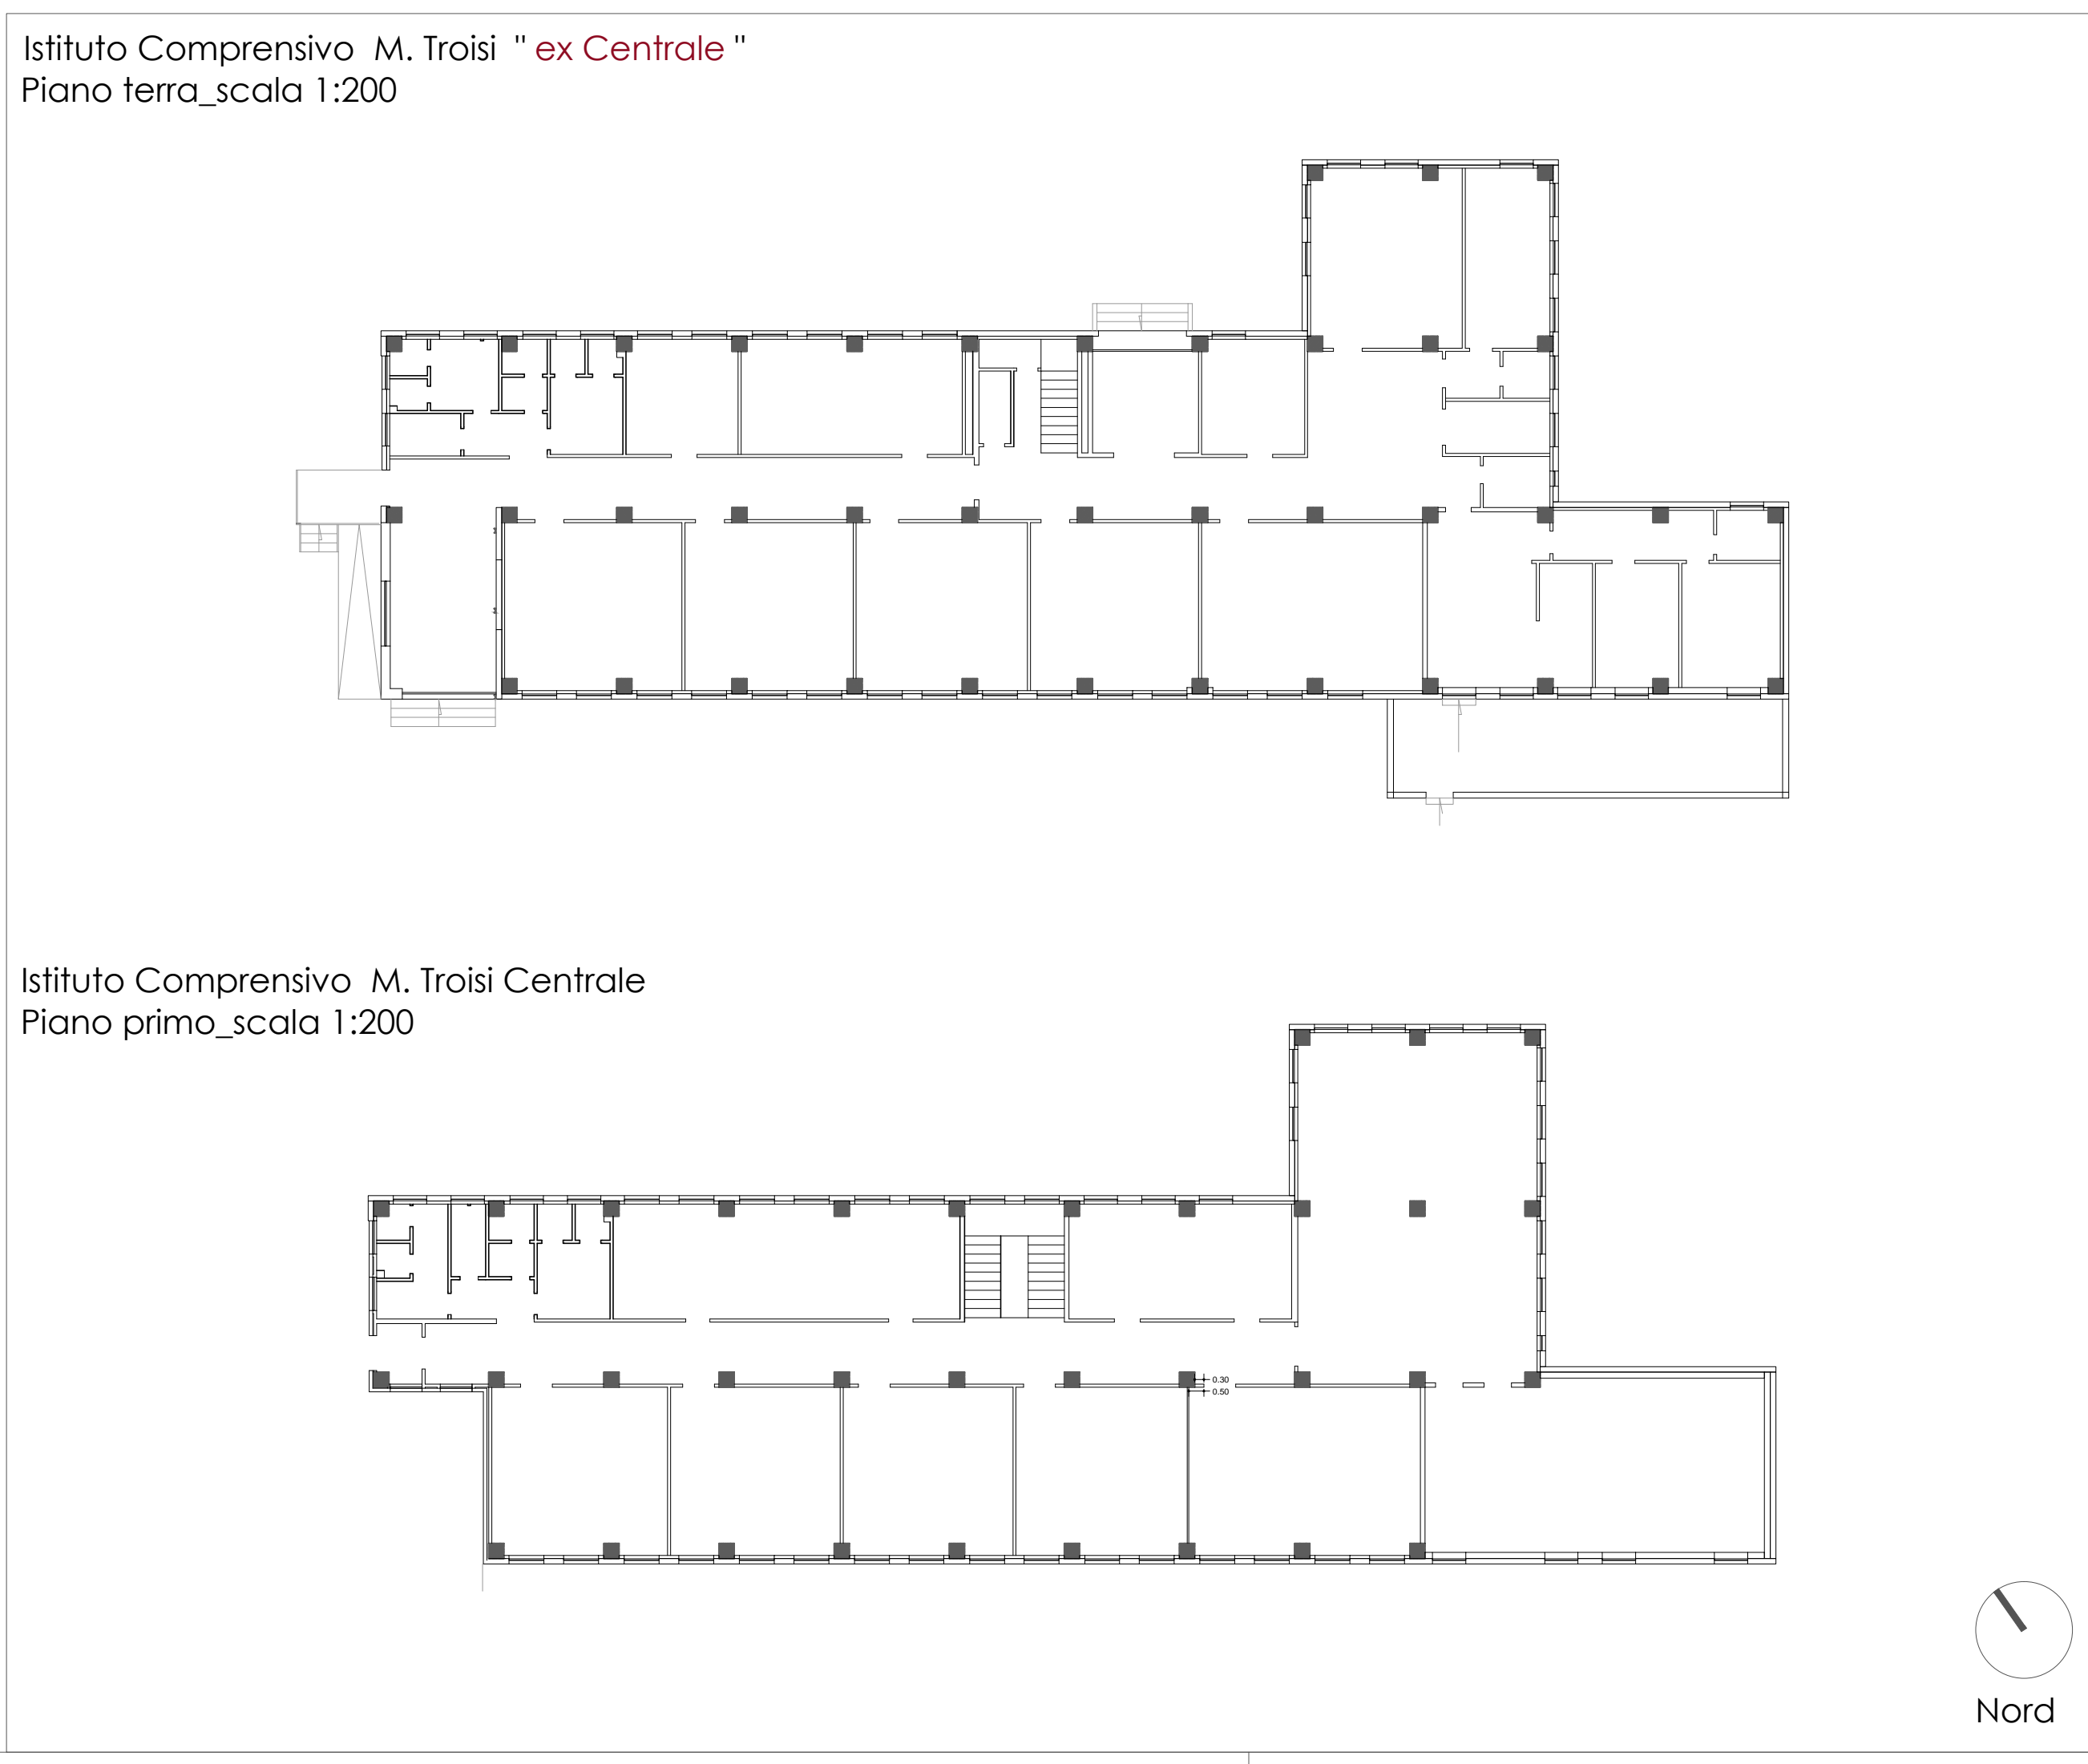 Istituto Comprensivo M. Troisi " ex Centrale "
Piano terra_scala 1:200
Istituto Comprensivo M. Troisi Centrale
Piano primo_scala 1:200
0.30
0.50
Nord